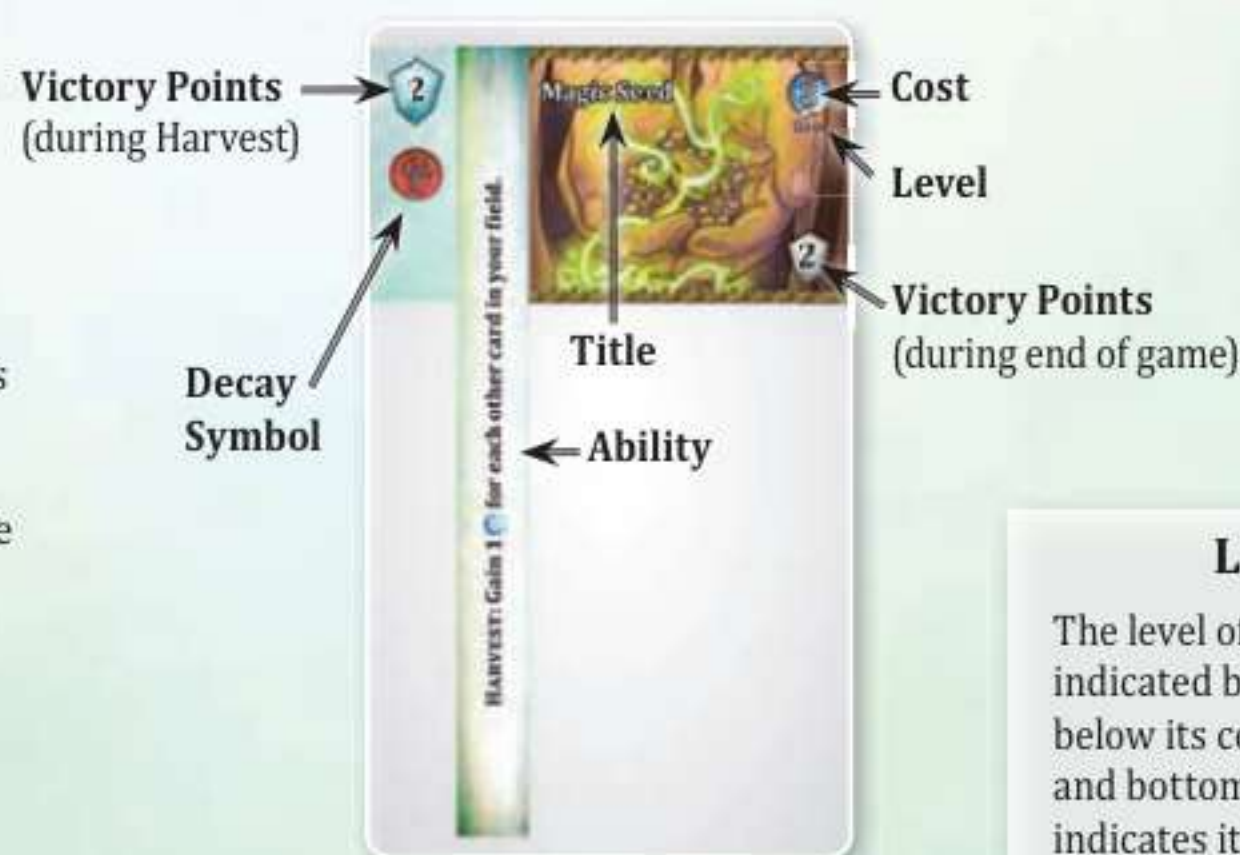 Victory Points
(during Harvest)
2
Magic Seed
Cost
Level
2
Victory Points
(during end of game)
Title
Decay
Symbol
Ability
HARVEST: Gain 1 for each other card in your field.
s
e
L
The level of
indicated b
below its c
and bottom
indicates it